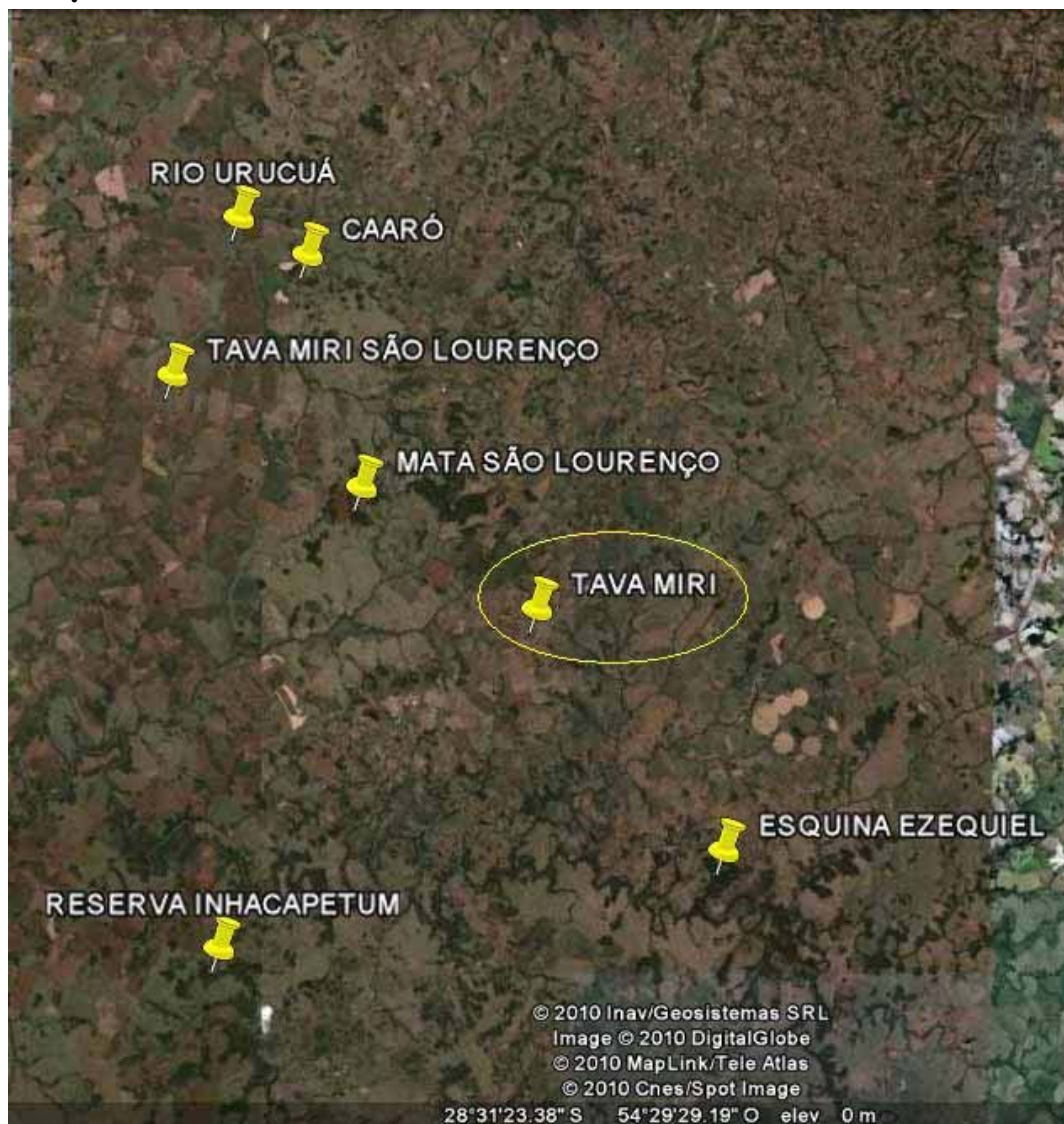 RIO URUCUÁ
CAARÓ
TAVA MIRI SÃO LOURENÇO
MATA SÃO LOURENÇO
TAVA MIRI
ESQUINA EZEQUIEL
RESERVA INHACAPETUM
© 2010 Inav/Geosistemas SRL
Image © 2010 DigitalGlobe
© 2010 MapLink/Tele Atlas
© 2010 Cnes/Spot Image
28°31'23.38" S 54°29'29.19" O elev 0 m